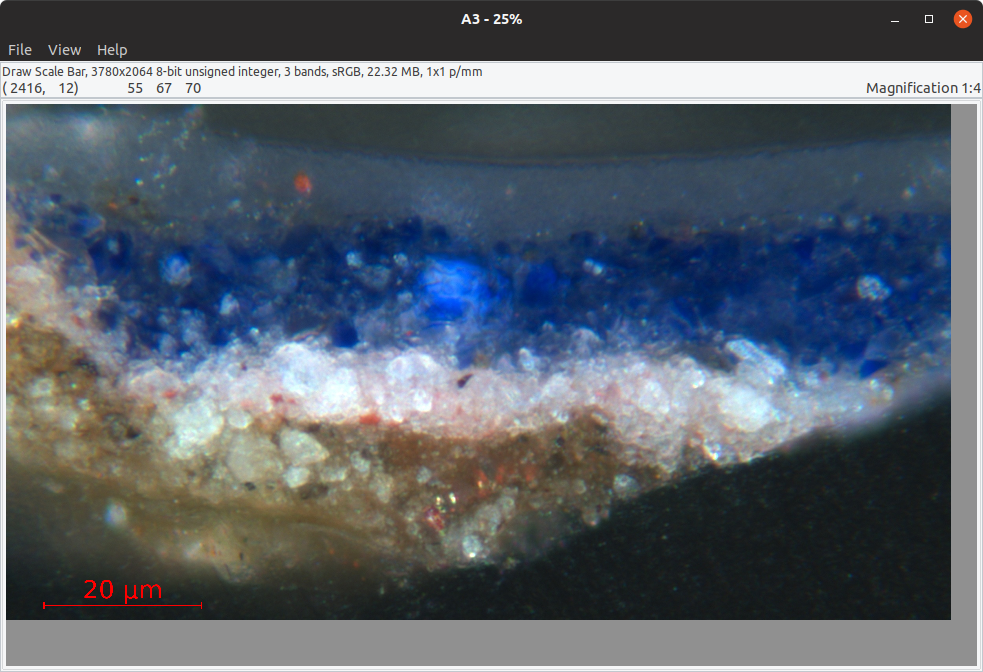 A3 - 25%
File View Help
Draw Scale Bar, 3780x2064 8-bit unsigned integer, 3 bands, sRGB, 22.32 MB, 1x1 p/mm
( 2416, 12) 55 67 70 Magnification 1:4
20 µm